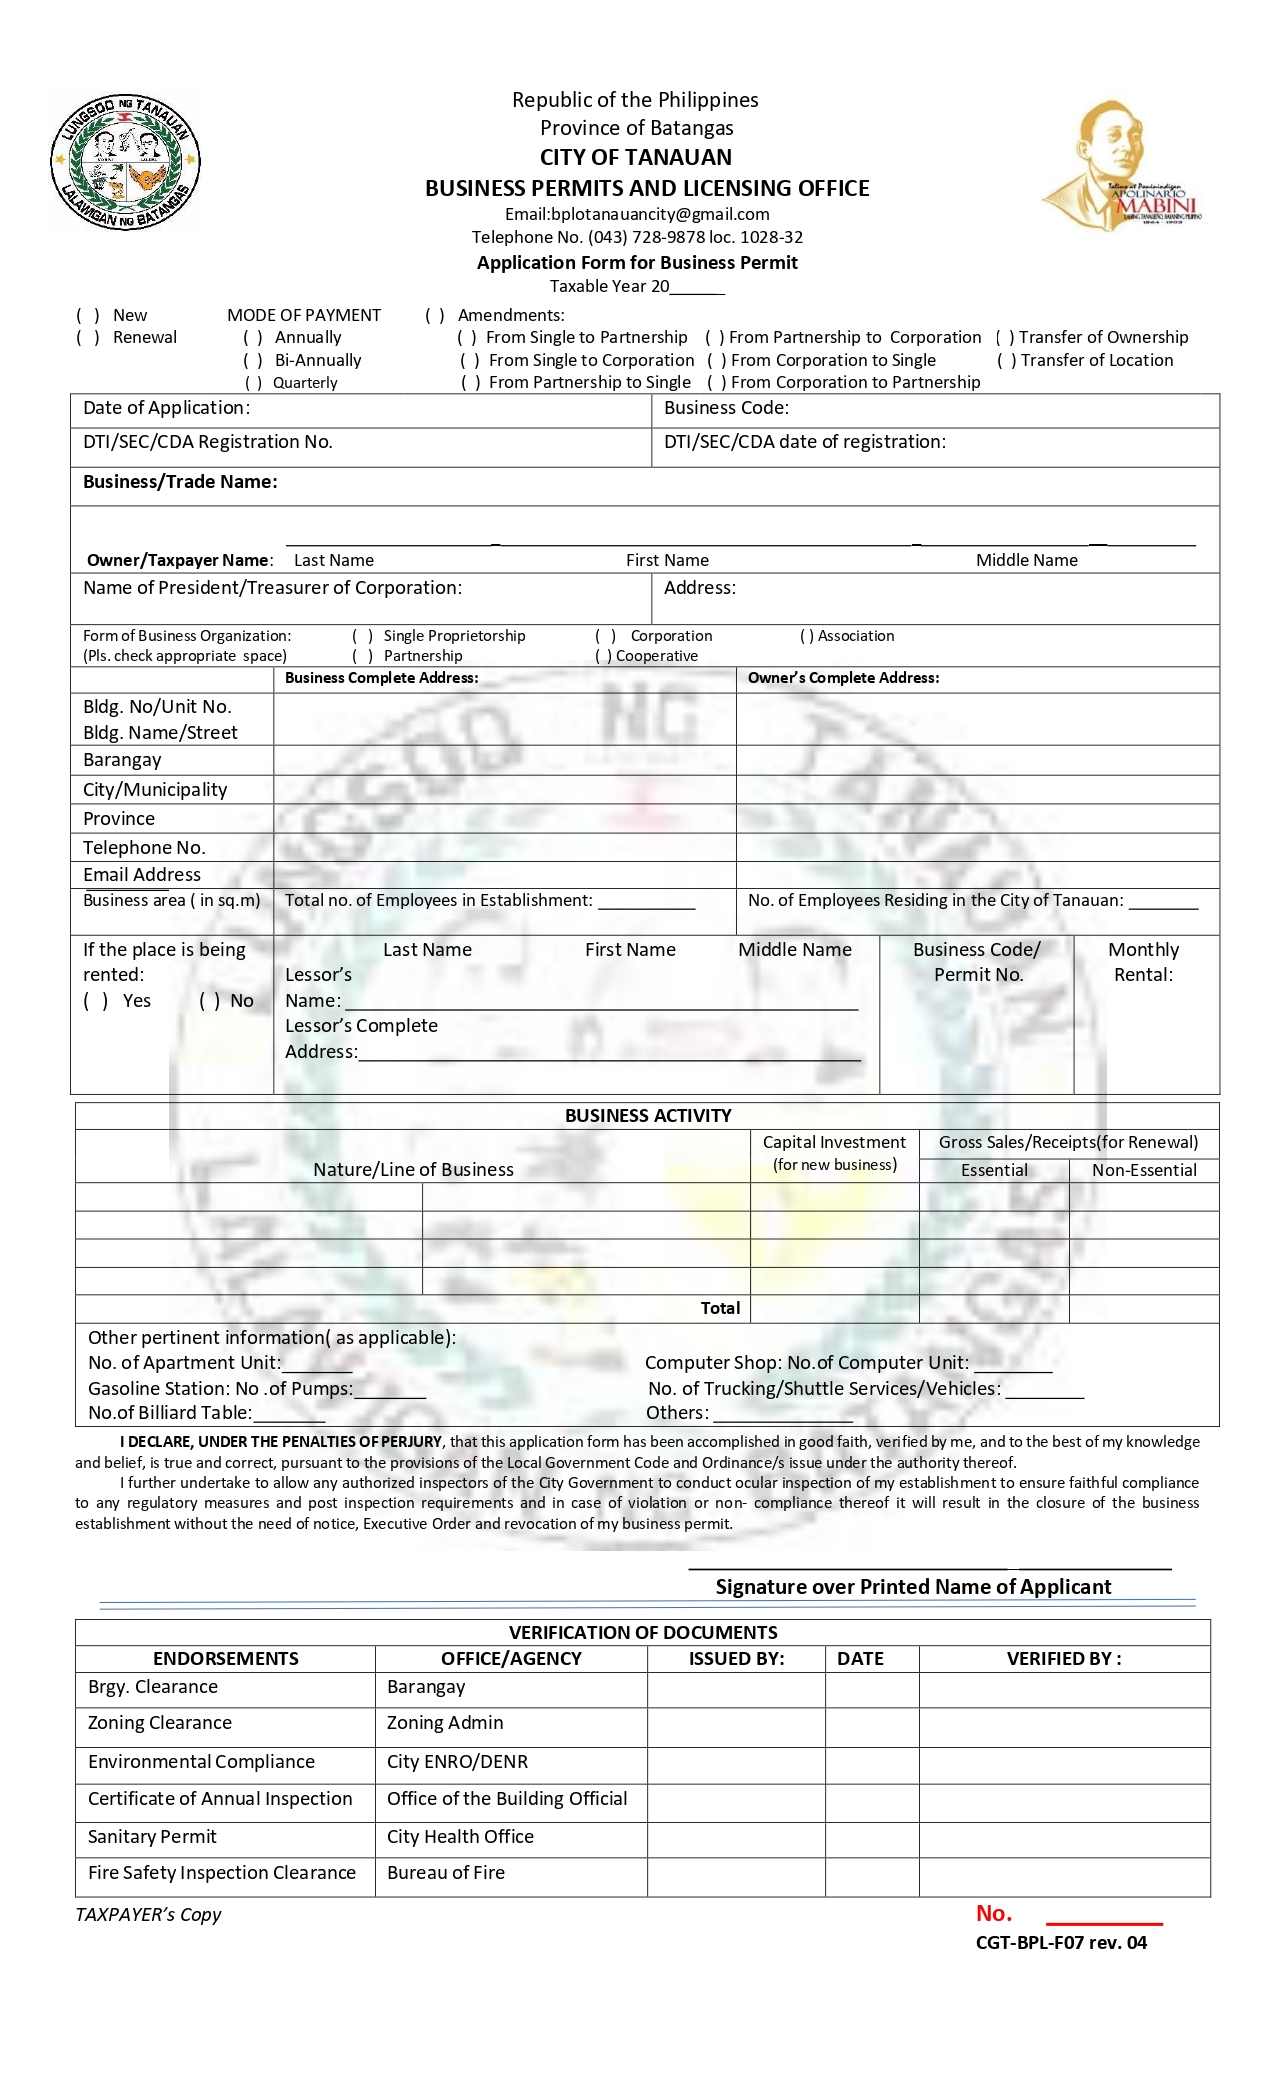 LUNGSOD NG TANAUAN
LALAWIGAN NG BATANGAS
Republic of the Philippines
Province of Batangas
CITY OF TANAUAN
BUSINESS PERMITS AND LICENSING OFFICE
Email:bplotanauancity@gmail.com
Telephone No. (043) 728-9878 loc. 1028-32
Application Form for Business Permit
Taxable Year 20______
Talino at Paninindigan
APOLINARIO
MABINI
1864 - 1903
( ) New MODE OF PAYMENT ( ) Amendments:
( ) Renewal ( ) Annually ( ) From Single to Partnership ( ) From Partnership to Corporation ( ) Transfer of Ownership
( ) Bi-Annually ( ) From Single to Corporation ( ) From Corporation to Single ( ) Transfer of Location
( ) Quarterly ( ) From Partnership to Single ( ) From Corporation to Partnership
Date of Application: Business Code:
DTI/SEC/CDA Registration No. DTI/SEC/CDA date of registration:
Business/Trade Name:
Owner/Taxpayer Name: Last Name First Name Middle Name
Name of President/Treasurer of Corporation: Address:
Form of Business Organization: ( ) Single Proprietorship ( ) Corporation ( ) Association
(Pls. check appropriate space) ( ) Partnership ( ) Cooperative
Business Complete Address: Owner's Complete Address:
Bldg. No/Unit No.
Bldg. Name/Street
Barangay
City/Municipality
Province
Telephone No.
Email Address
Business area ( in sq.m) Total no. of Employees in Establishment: __________ No. of Employees Residing in the City of Tanauan: _______
If the place is being rented:
( ) Yes ( ) No
Last Name First Name Middle Name
Lessor's
Name: ____________________
Lessor's Complete
Address:____________________
Business Code/
Permit No.
Monthly
Rental:
BUSINESS ACTIVITY
Nature/Line of Business
Capital Investment
(for new business)
Gross Sales/Receipts(for Renewal)
Essential Non-Essential
Total
Other pertinent information( as applicable):
No. of Apartment Unit:_______ Computer Shop: No.of Computer Unit: ________
Gasoline Station: No .of Pumps:_______ No. of Trucking/Shuttle Services/Vehicles: ________
No.of Billiard Table:_______ Others: ______________
I DECLARE, UNDER THE PENALTIES OF PERJURY, that this application form has been accomplished in good faith, verified by me, and to the best of my knowledge
and belief, is true and correct, pursuant to the provisions of the Local Government Code and Ordinance/s issue under the authority thereof.
I further undertake to allow any authorized inspectors of the City Government to conduct ocular inspection of my establishment to ensure faithful compliance
to any regulatory measures and post inspection requirements and in case of violation or non- compliance thereof it will result in the closure of the business
establishment without the need of notice, Executive Order and revocation of my business permit.
Signature over Printed Name of Applicant
VERIFICATION OF DOCUMENTS
ENDORSEMENTS OFFICE/AGENCY ISSUED BY: DATE VERIFIED BY :
Brgy. Clearance Barangay
Zoning Clearance Zoning Admin
Environmental Compliance City ENRO/DENR
Certificate of Annual Inspection Office of the Building Official
Sanitary Permit City Health Office
Fire Safety Inspection Clearance Bureau of Fire
TAXPAYER's Copy No. _________
CGT-BPL-F07 rev. 04